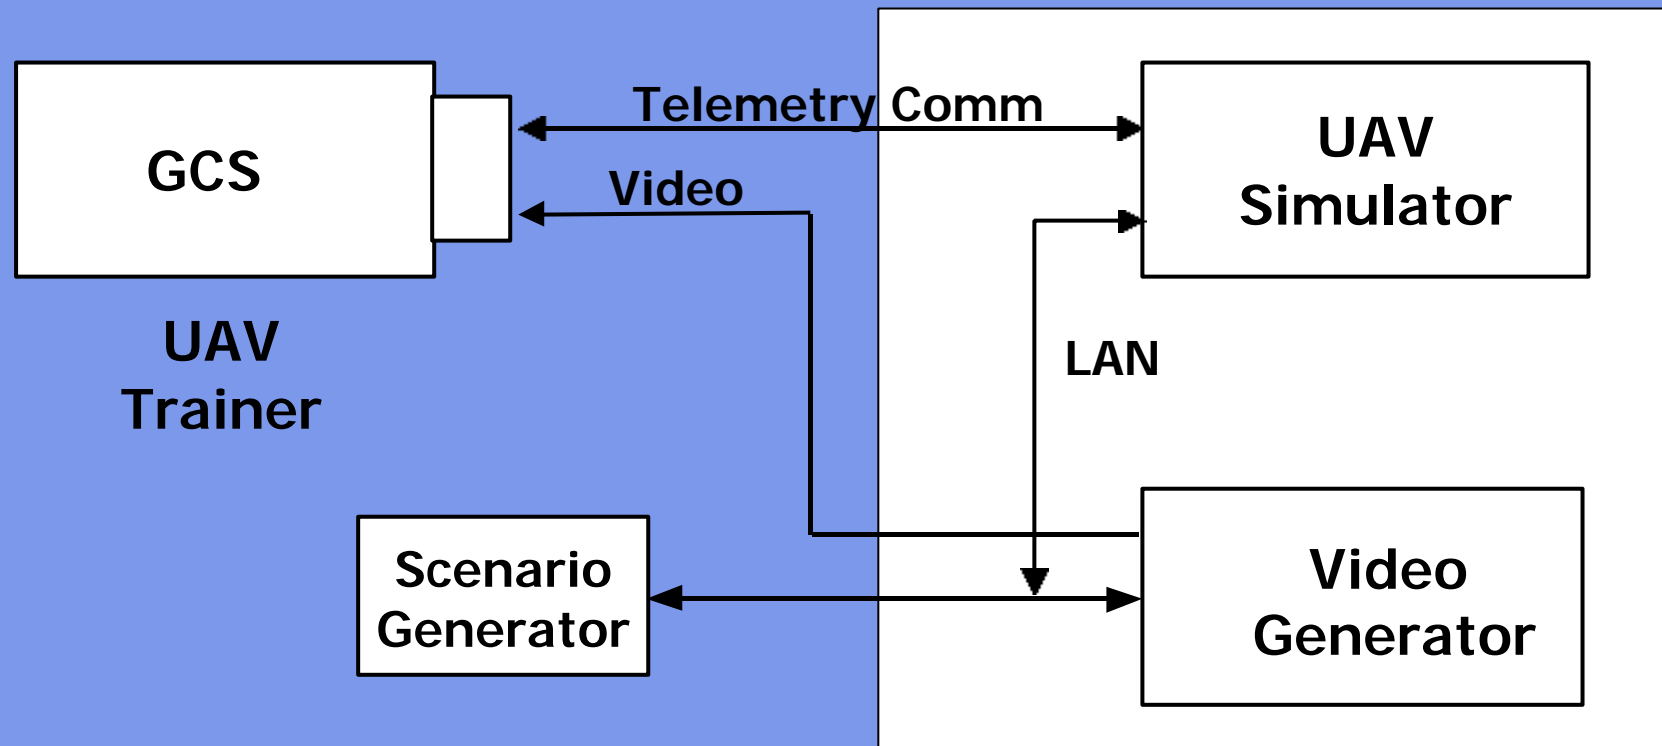 Telemetry Comm
GCS
Video
UAV
Simulator
UAV
Trainer
LAN
Scenario
Generator
Video
Generator